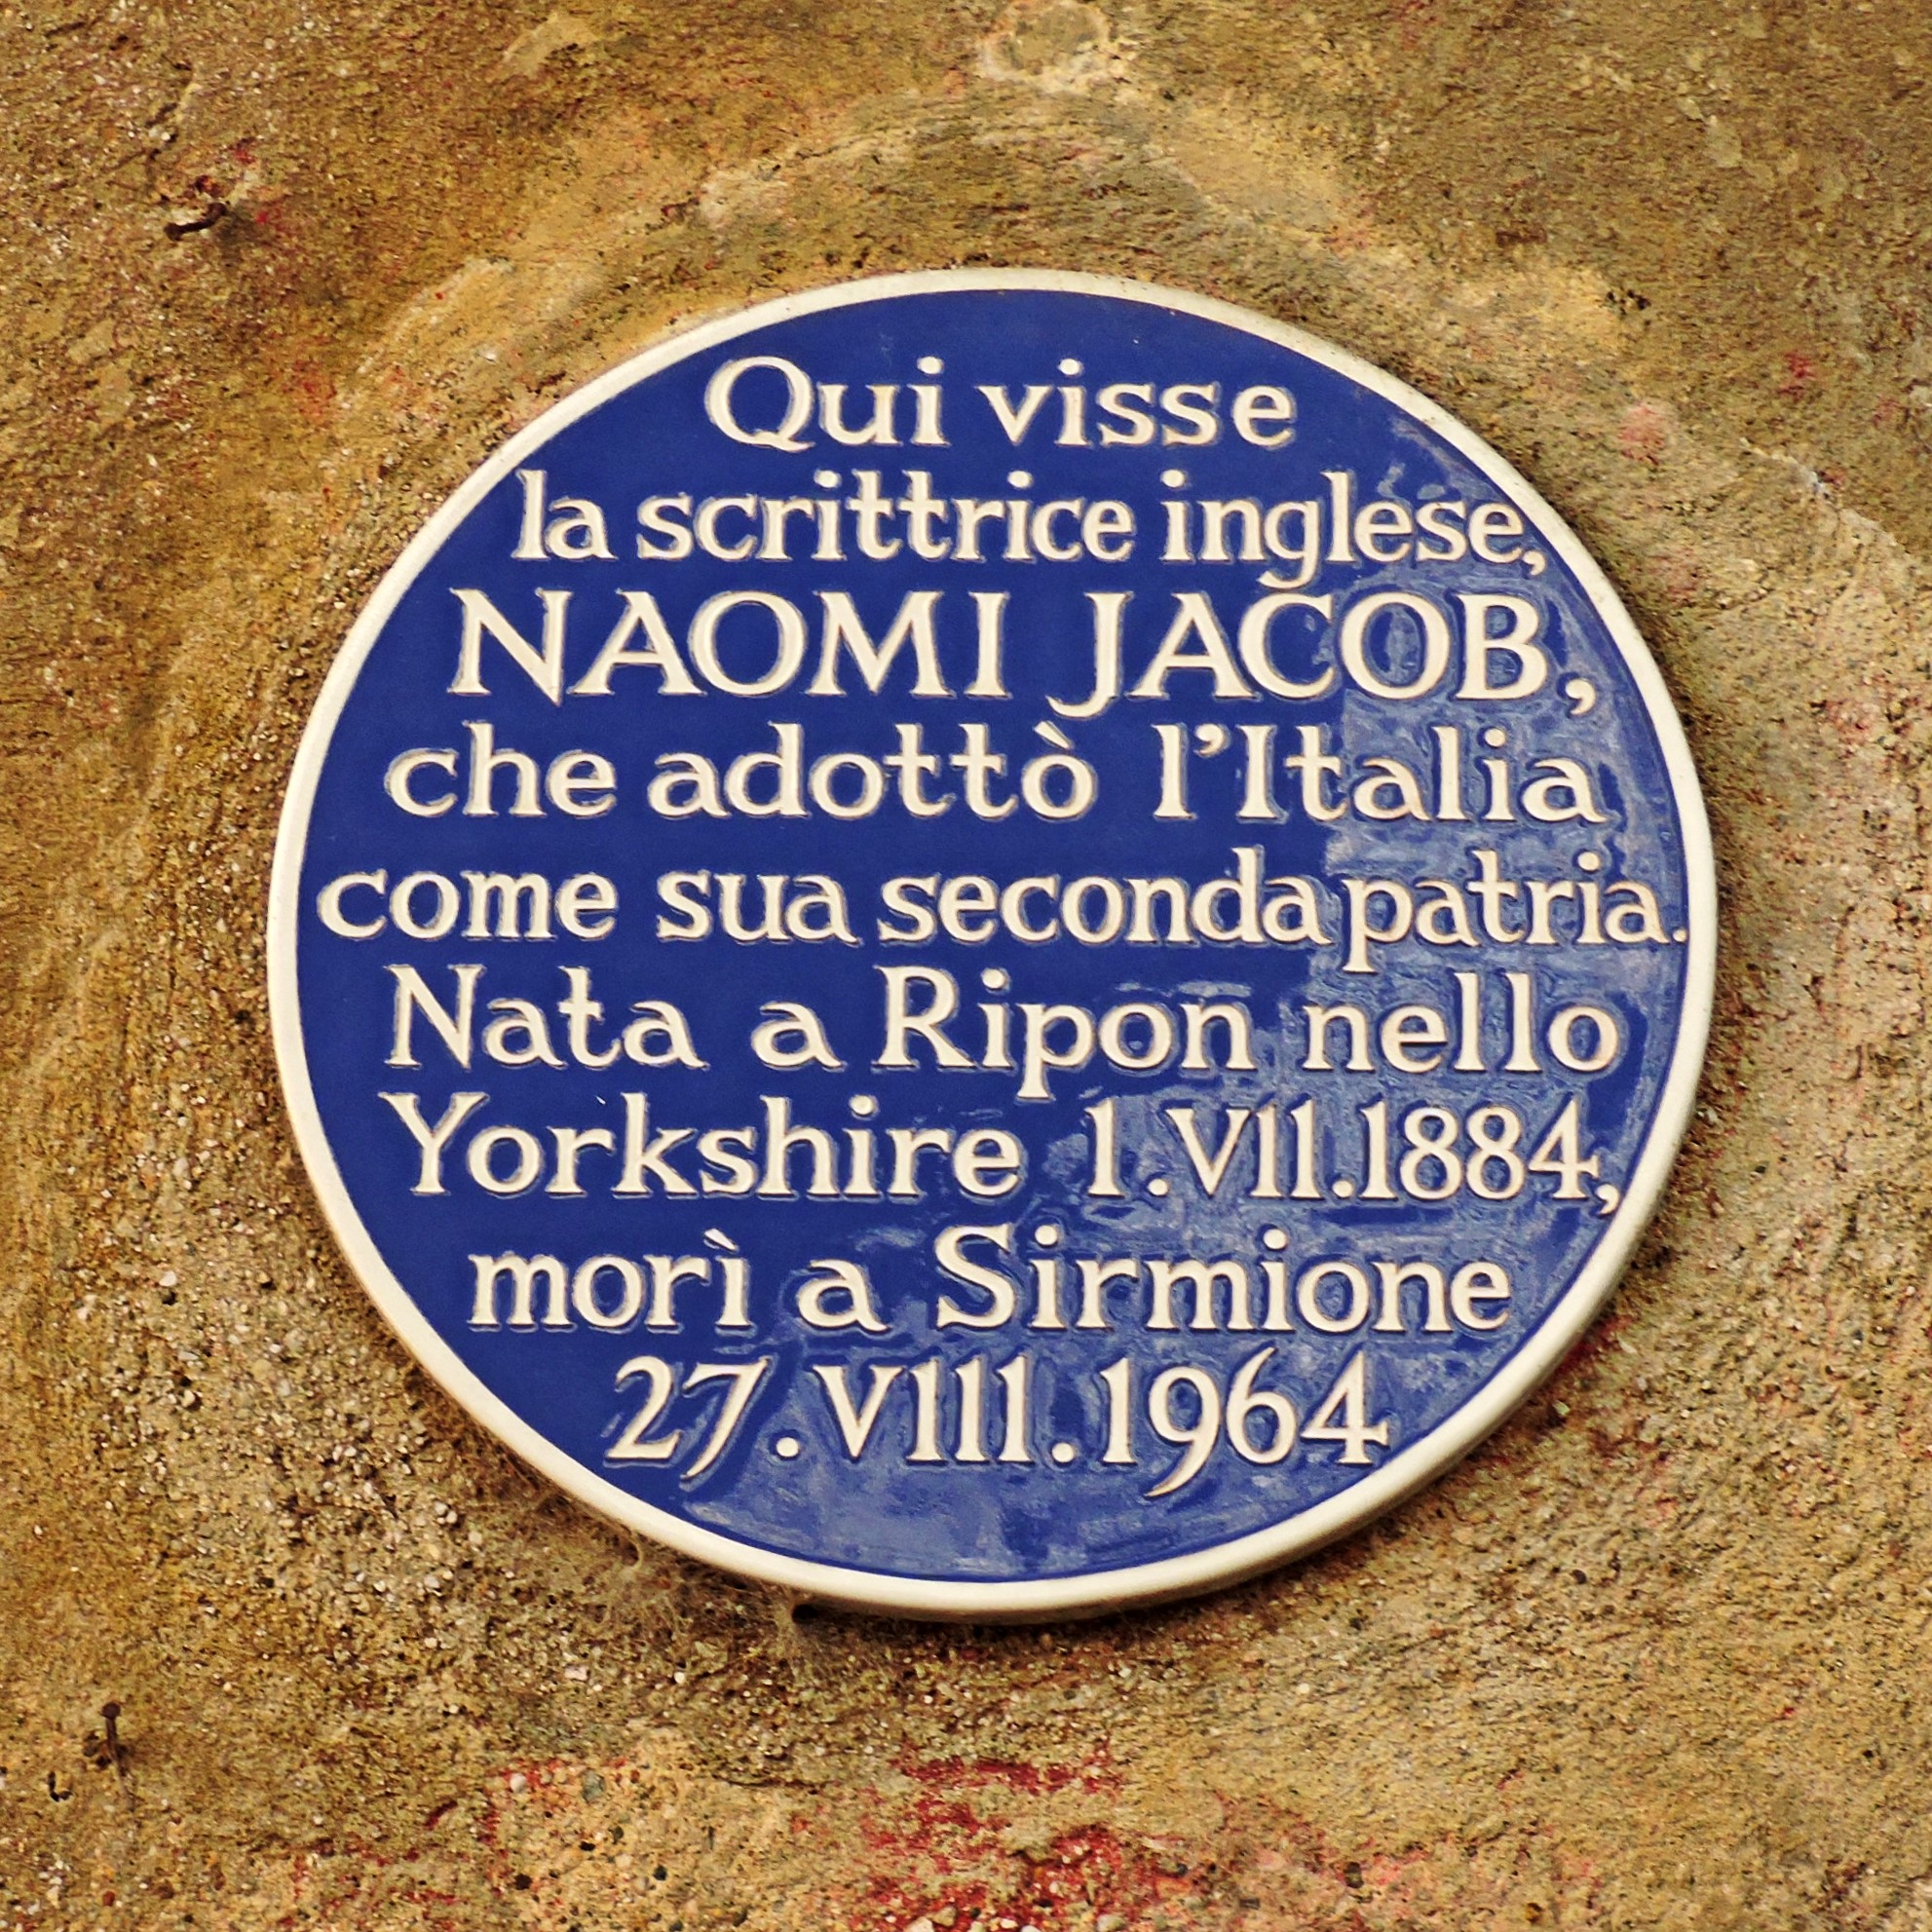 Qui visse
la scrittrice inglese,
NAOMI JACOB,
che adottò l'Italia
come sua seconda patria.
Nata a Ripon nello
Yorkshire 1.VII.1884,
morì a Sirmione
27.VIII.1964